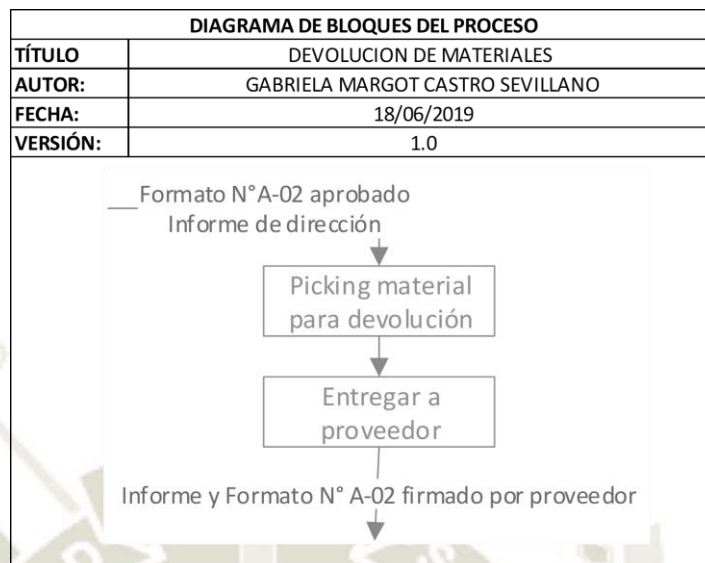 DIAGRAMA DE BLOQUES DEL PROCESO
TÍTULO DEVOLUCION DE MATERIALES
AUTOR: GABRIELA MARGOT CASTRO SEVILLANO
FECHA: 18/06/2019
VERSIÓN: 1.0
Formato N°A-02 aprobado
Informe de dirección
Picking material
para devolución
Entregar a
proveedor
Informe y Formato N° A-02 firmado por proveedor